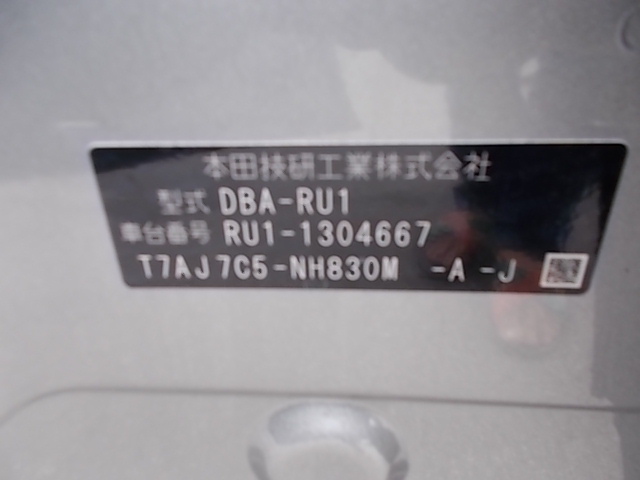 本田技研工業株式会社
型式 DBA-RU1
車台番号 RU1-1304667
T7AJ7C5-NH830M -A -J